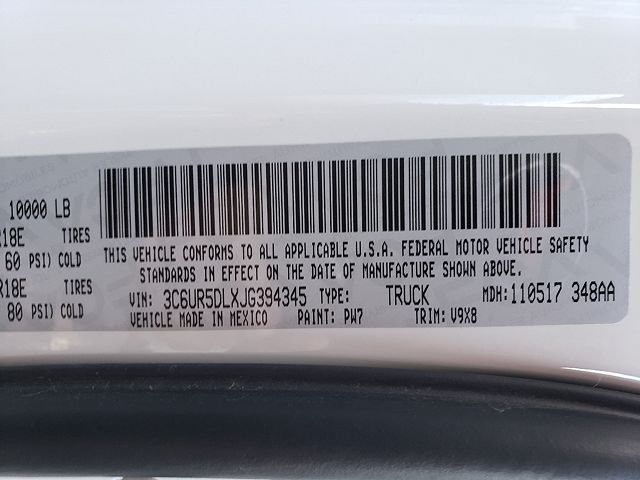 10000 LB
R18E TIRES
60 PSI) COLD
R18E TIRES
80 PSI) COLD
THIS VEHICLE CONFORMS TO ALL APPLICABLE U.S.A. FEDERAL MOTOR VEHICLE SAFETY
STANDARDS IN EFFECT ON THE DATE OF MANUFACTURE SHOWN ABOVE.
VIN: 3C6UR5DLXJG394345 TYPE: TRUCK MDH:110517 348AA
VEHICLE MADE IN MEXICO PAINT: PW7 TRIM: V9X8